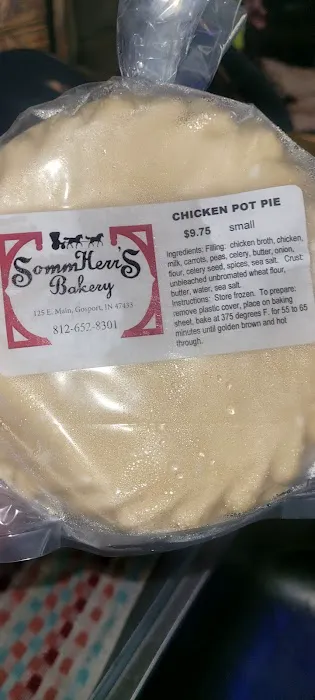 CHICKEN POT PIE
$9.75 small
Ingredients: Filling: chicken broth, chicken,
milk, carrots, peas, celery, butter, onion,
flour, celery seed, spices, sea salt. Crust:
unbleached unbromated wheat flour,
butter, water, sea salt.
Instructions: Store frozen. To prepare:
remove plastic cover, place on baking
sheet, bake at 375 degrees F. for 55 to 65
minutes until golden brown and hot
through.
SommHerr'S
Bakery
125 E. Main, Gosport, IN 47433
812-652-8301